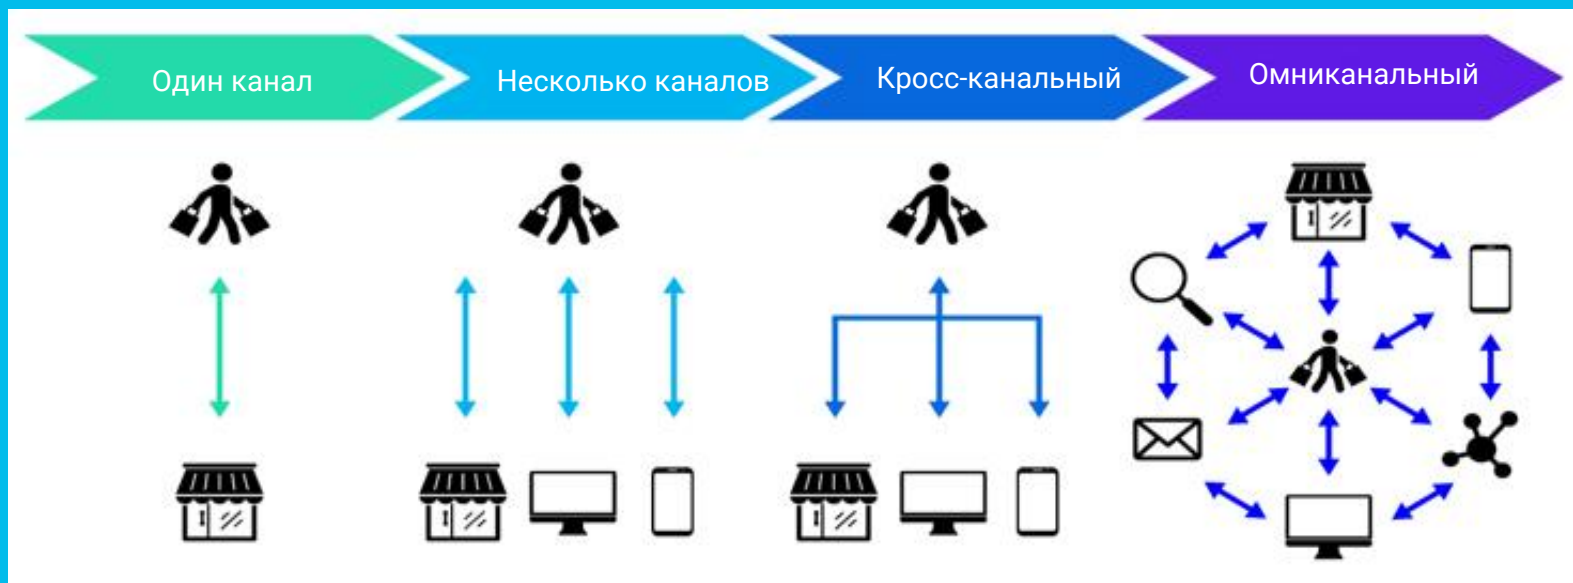 Один канал
Несколько каналов
Кросс-канальный
Омниканальный